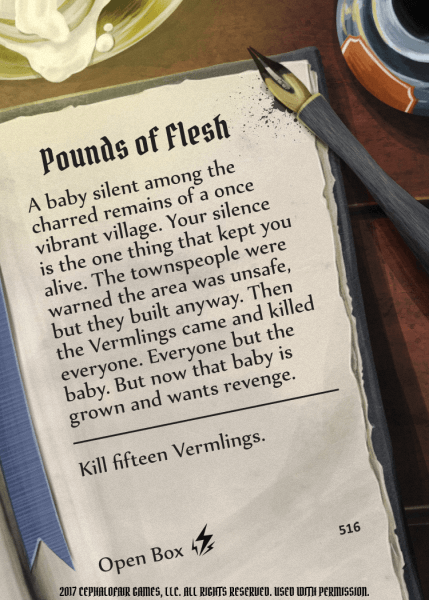 Pounds of Flesh
A baby silent among the
charred remains of a once
vibrant village. Your silence
is the one thing that kept you
alive. The townspeople were
warned the area was unsafe,
but they built anyway. Then
the Vermlings came and killed
everyone. Everyone but the
baby. But now that baby is
grown and wants revenge.
Kill fifteen Vermlings.
516
Open Box
2017 CEPHALOFAIR GAMES, LLC. ALL RIGHTS RESERVED. USED WITH PERMISSION.